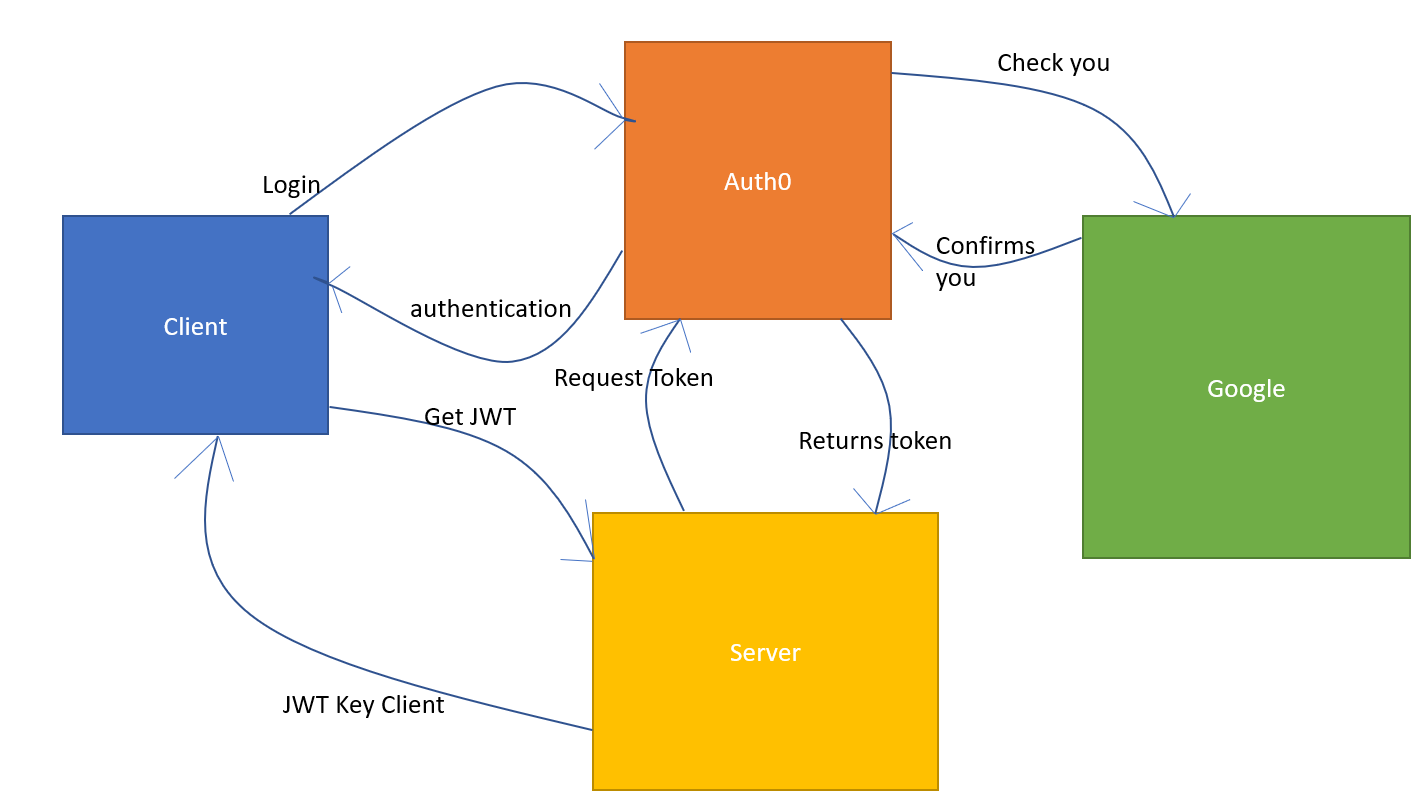 Check you
Auth0
Login
Confirms
you
authentication
Client
Request Token
Google
Get JWT
Returns token
Server
JWT Key Client